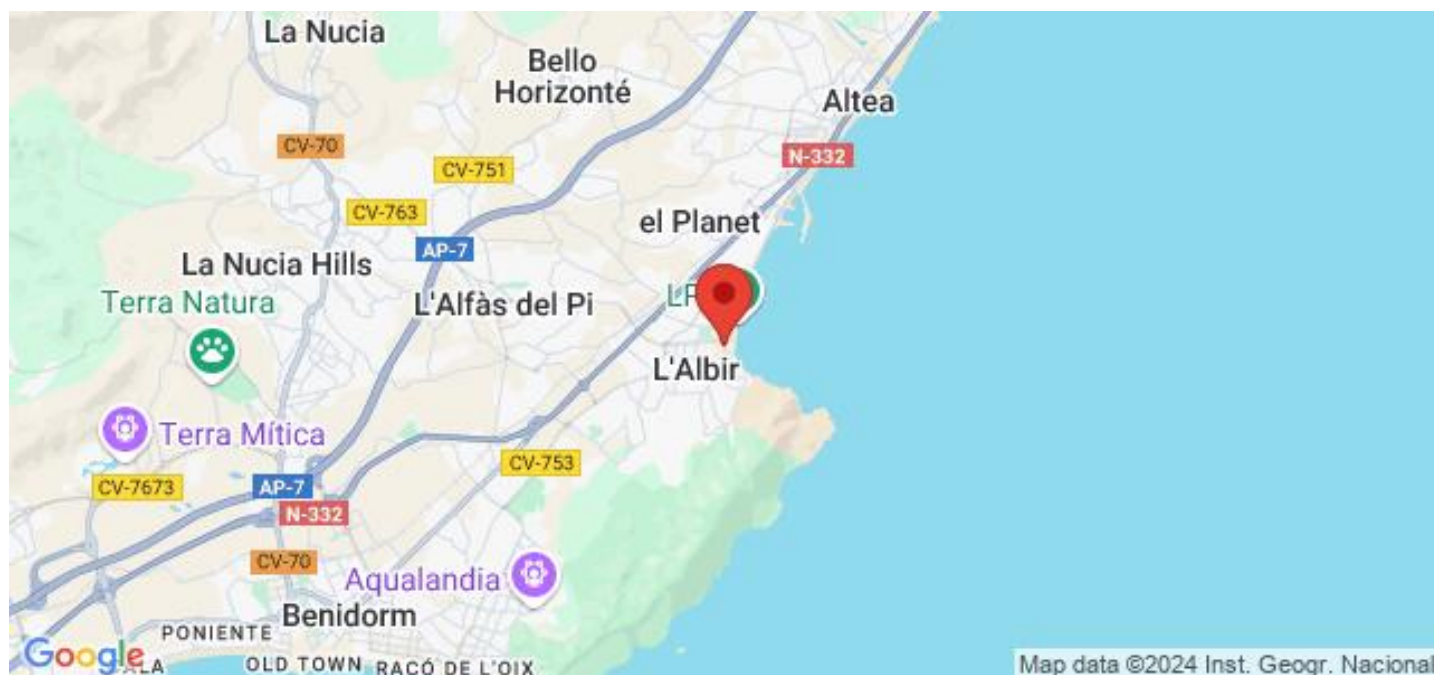 La Nucia
Bello
Horizonté
Altea
CV-70
N-332
CV-751
CV-763
el Planet
AP-7
La Nucia Hills
Terra Natura
L'Alfàs del Pi
L'Albir
Terra Mítica
CV-753
CV-7673
AP-7
N-332
CV-70
Aqualandia
Benidorm
PONIENTE
OLD TOWN
RACÓ DE L'OIX
Google
Map data ©2024 Inst. Geogr. Nacional